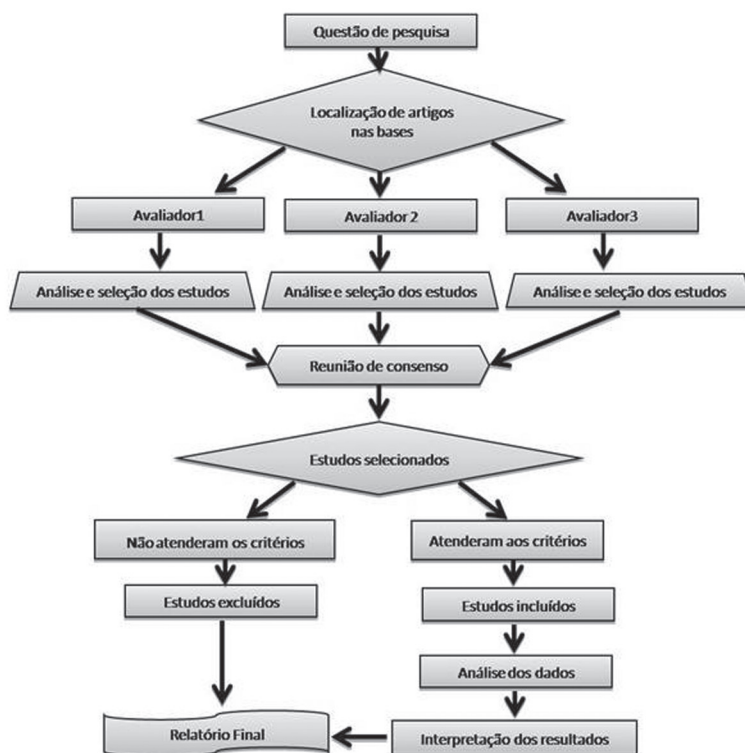 Questão de pesquisa
Localização de artigos
nas bases
Avaliador1
Avaliador 2
Avaliador3
Análise e seleção dos estudos
Análise e seleção dos estudos
Análise e seleção dos estudos
Reunião de consenso
Estudos selecionados
Não atenderam os critérios
Atenderam aos critérios
Estudos excluídos
Estudos incluídos
Análise dos dados
Relatório Final
Interpretação dos resultados